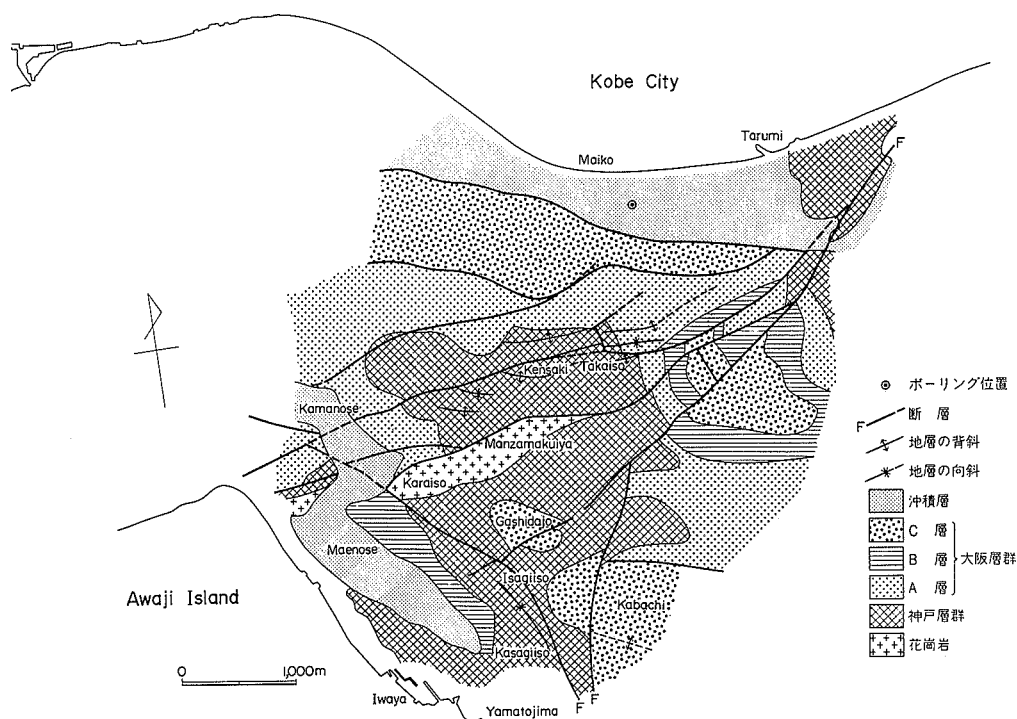 Kobe City
Tarumi
Maiko
F
Kensaki
Takaiso
Kamanose
Manzamakuiya
Karaiso
Gashidaio
Maenose
Isagiiso
Kabachi
Kasagiiso
Awaji Island
0 1,000m
Iwaya
Yamatojima
F
F
ボーリング位置
F 断 層
地層の背斜
地層の向斜
沖積層
C 層
B 層
A 層
大阪層群
神戸層群
花崗岩